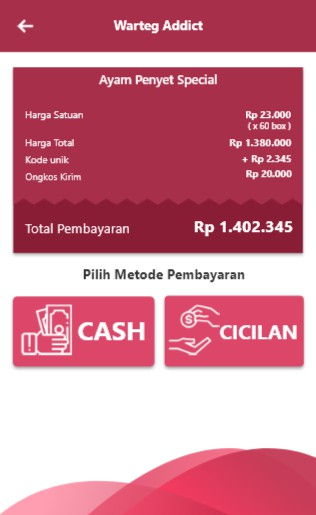 Warteg Addict
Ayam Penyet Special
Harga Satuan Rp 23.000
( x 60 box )
Harga Total Rp 1.380.000
Kode unik + Rp 2.345
Ongkos Kirim Rp 20.000
Total Pembayaran Rp 1.402.345
Pilih Metode Pembayaran
CASH
$
CICILAN